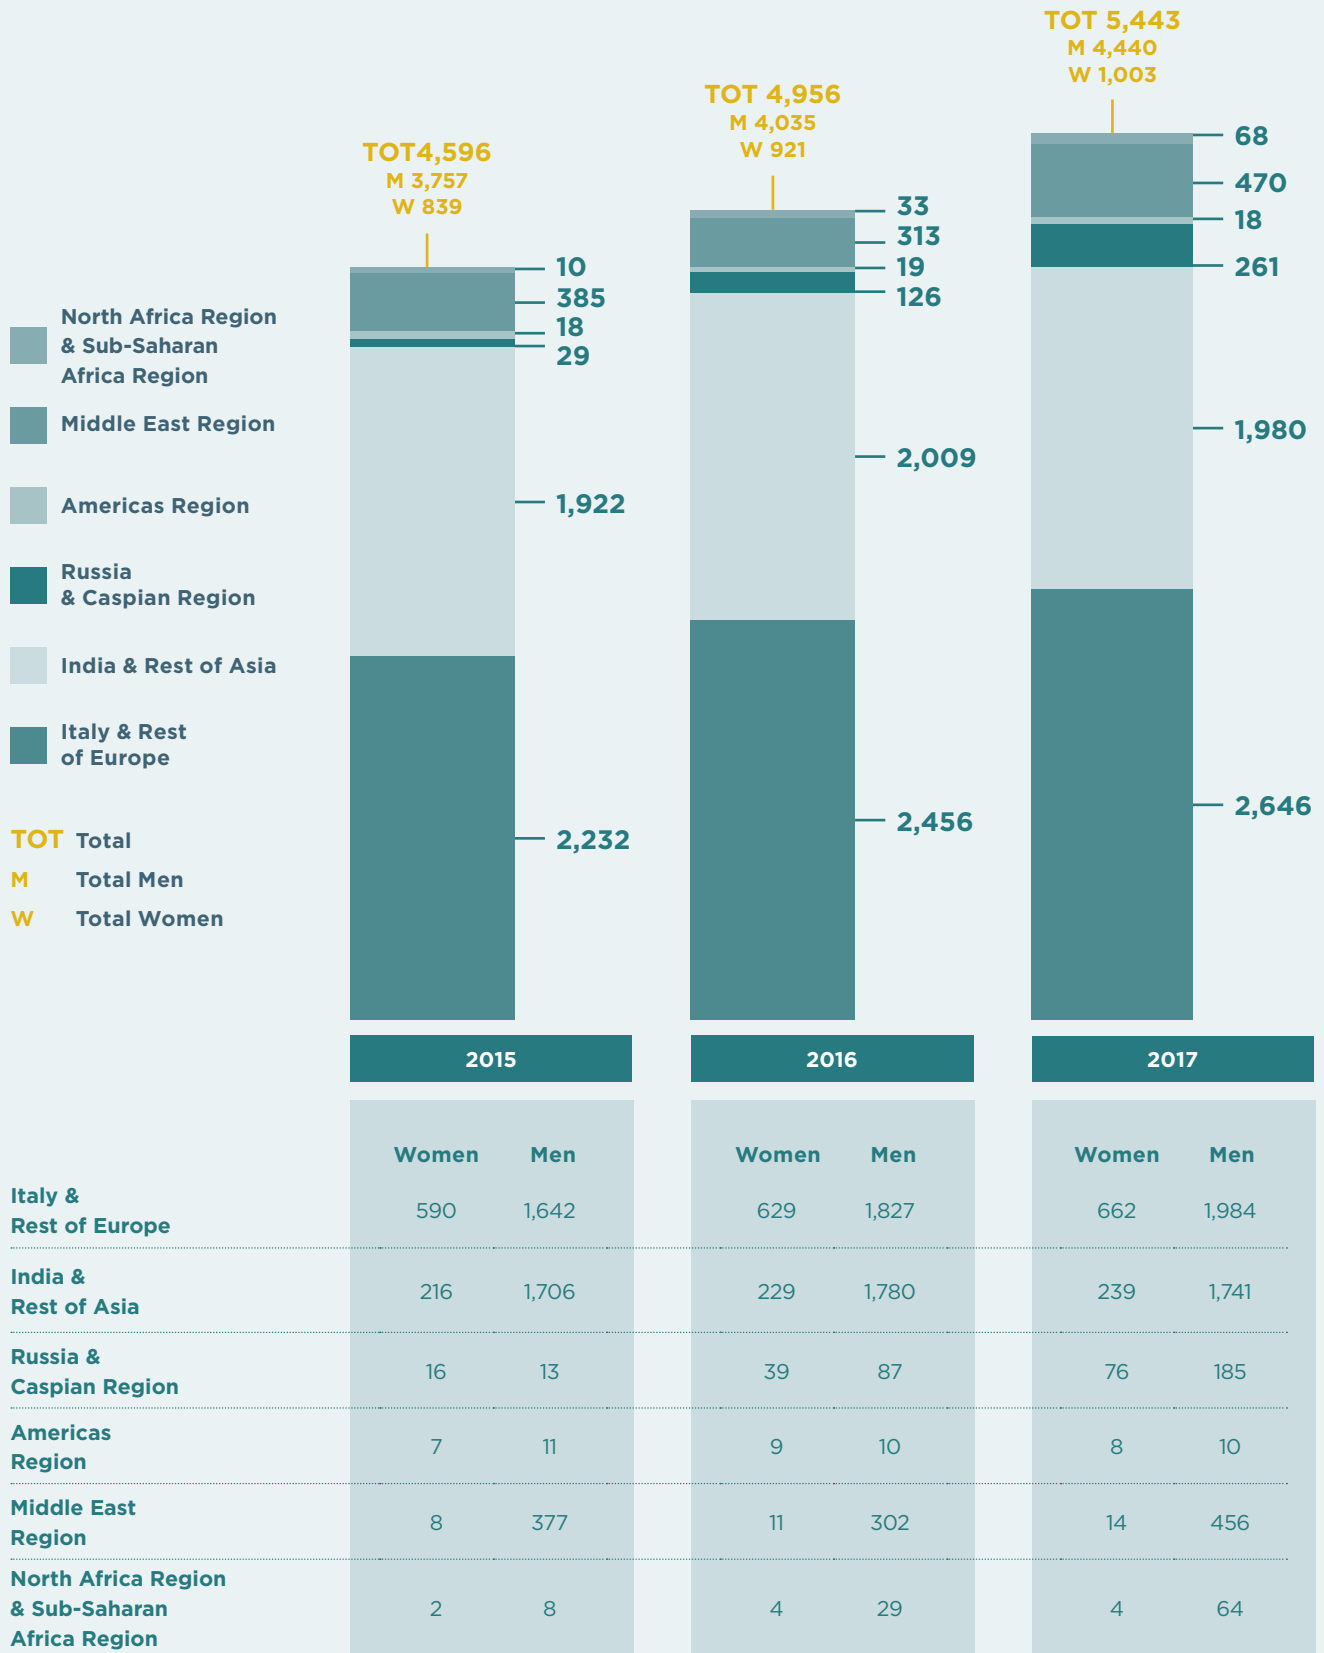 TOT4,596
M 3,757
W 839
TOT 4,956
M 4,035
W 921
TOT 5,443
M 4,440
W 1,003
North Africa Region
& Sub-Saharan
Africa Region
Middle East Region
Americas Region
Russia
& Caspian Region
India & Rest of Asia
Italy & Rest
of Europe
TOT Total
M Total Men
W Total Women
10
385
18
29
1,922
2,232
33
313
19
126
2,009
2,456
68
470
18
261
1,980
2,646
2015 2016 2017
Women Men Women Men Women Men
Italy &
Rest of Europe
590 1,642 629 1,827 662 1,984
India &
Rest of Asia
216 1,706 229 1,780 239 1,741
Russia &
Caspian Region
16 13 39 87 76 185
Americas
Region
7 11 9 10 8 10
Middle East
Region
8 377 11 302 14 456
North Africa Region
& Sub-Saharan
Africa Region
2 8 4 29 4 64